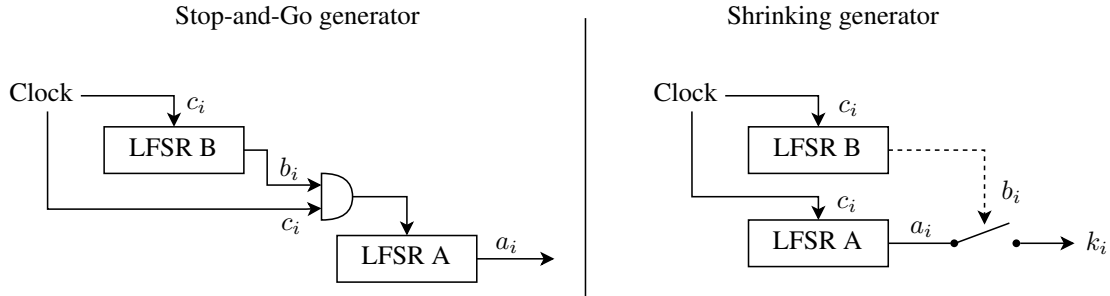 Stop-and-Go generator
Clock
c_i
LFSR B
b_i
c_i
LFSR A
a_i
Shrinking generator
Clock
c_i
LFSR B
b_i
c_i
LFSR A
a_i
k_i